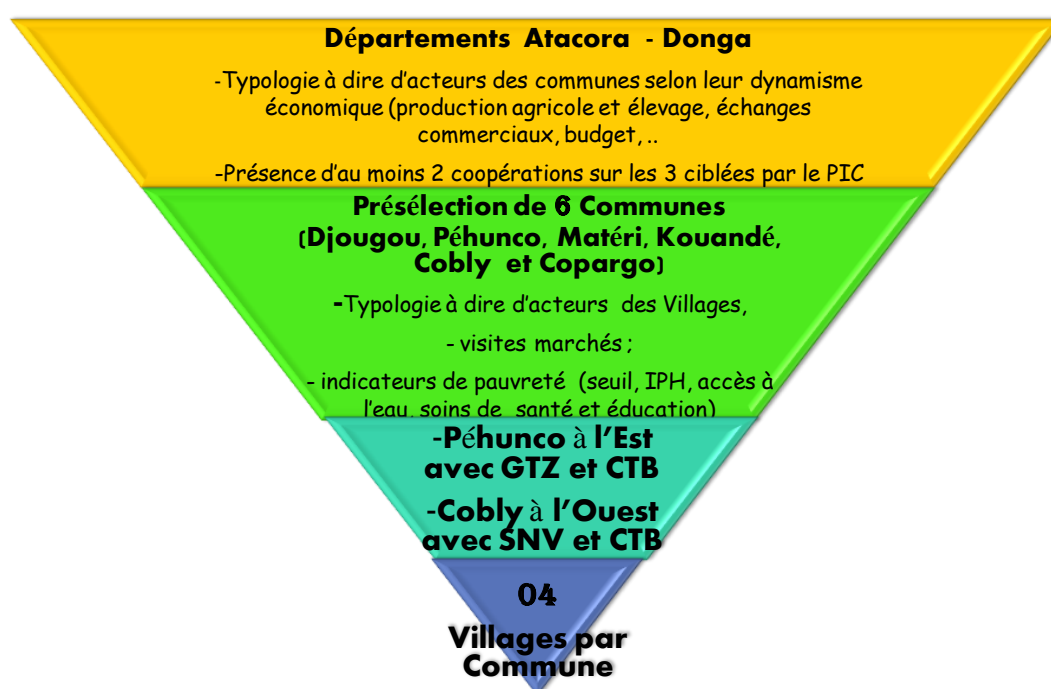 Départements Atacora - Donga
-Typologie à dire d'acteurs des communes selon leur dynamisme
économique (production agricole et élevage, échanges
commerciaux, budget, ..
-Présence d'au moins 2 coopérations sur les 3 ciblées par le PIC
Présélection de 6 Communes
(Djougou, Péhunco, Matéri, Kouandé,
Cobly et Copargo)
-Typologie à dire d'acteurs des Villages,
- visites marchés ;
- indicateurs de pauvreté (seuil, IPH, accès à
l'eau, soins de santé et éducation)
-Péhunco à l'Est
avec GTZ et CTB
-Cobly à l'Ouest
avec SNV et CTB
04
Villages par
Commune